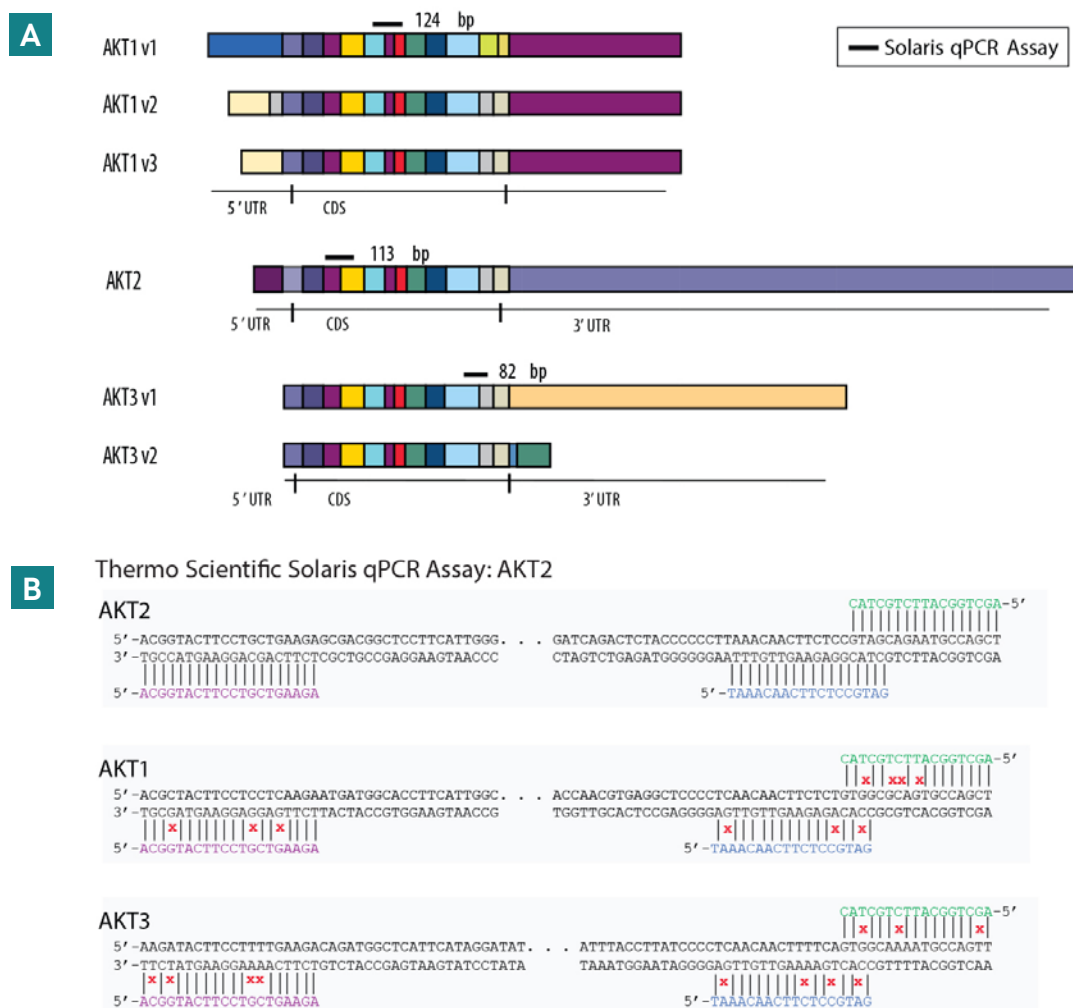 A
124 bp
AKT1 v1
Solaris qPCR Assay
AKT1 v2
AKT1 v3
5' UTR CDS
113 bp
AKT2
5' UTR CDS 3' UTR
82 bp
AKT3 v1
AKT3 v2
5' UTR CDS 3' UTR
B
Thermo Scientific Solaris qPCR Assay: AKT2
AKT2
CATCGTCTTACGGTCGA-5'
5'-ACGGTACTTCCTGCTGAAGAGCGACGGCTCCTTCATTGGG. . . GATCAGACTCTACCCCCCTTAAACAACTTCTCCGTAGCAGAATGCCAGCT
3'-TGCCATGAAGGACGACTTCTCGCTGCCGAGGAAGTAACCC CTAGTCTGAGATGGGGGGAATTTGTTGAAGAGGCATCGTCTTACGGTCGA
5'-ACGGTACTTCCTGCTGAAGA 5'-TAAACAACTTCTCCGTAG
AKT1
CATCGTCTTACGGTCGA-5'
x xx x
5'-ACGCTACTTCCTCCTCAAGAATGATGGCACCTTCATTGGC. . . ACCAACGTGAGGCTCCCCTCAACAACTTCTCTGTGGCGCAGTGCCAGCT
3'-TGCGATGAAGGAGGAGTTCTTACTACCGTGGAAGTAACCG TGGTTGCACTCCGAGGGGAGTTGTTGAAGAGACACCGCGTCACGGTCGA
x x x x x x
5'-ACGGTACTTCCTGCTGAAGA 5'-TAAACAACTTCTCCGTAG
AKT3
CATCGTCTTACGGTCGA-5'
x x x
5'-AAGATACTTCCTTTTGAAGACAGATGGCTCATTCATAGGATAT. . . ATTTACCTTATCCCCTCAACAACTTTTCAGTGGCAAAATGCCAGTT
3'-TTCTATGAAGGAAAACTTCTGTCTACCGAGTAAGTATCCTATA TAAATGGAATAGGGGAGTTGTTGAAAAGTCACCGTTTTACGGTCAA
x x xx x x x x
5'-ACGGTACTTCCTGCTGAAGA 5'-TAAACAACTTCTCCGTAG